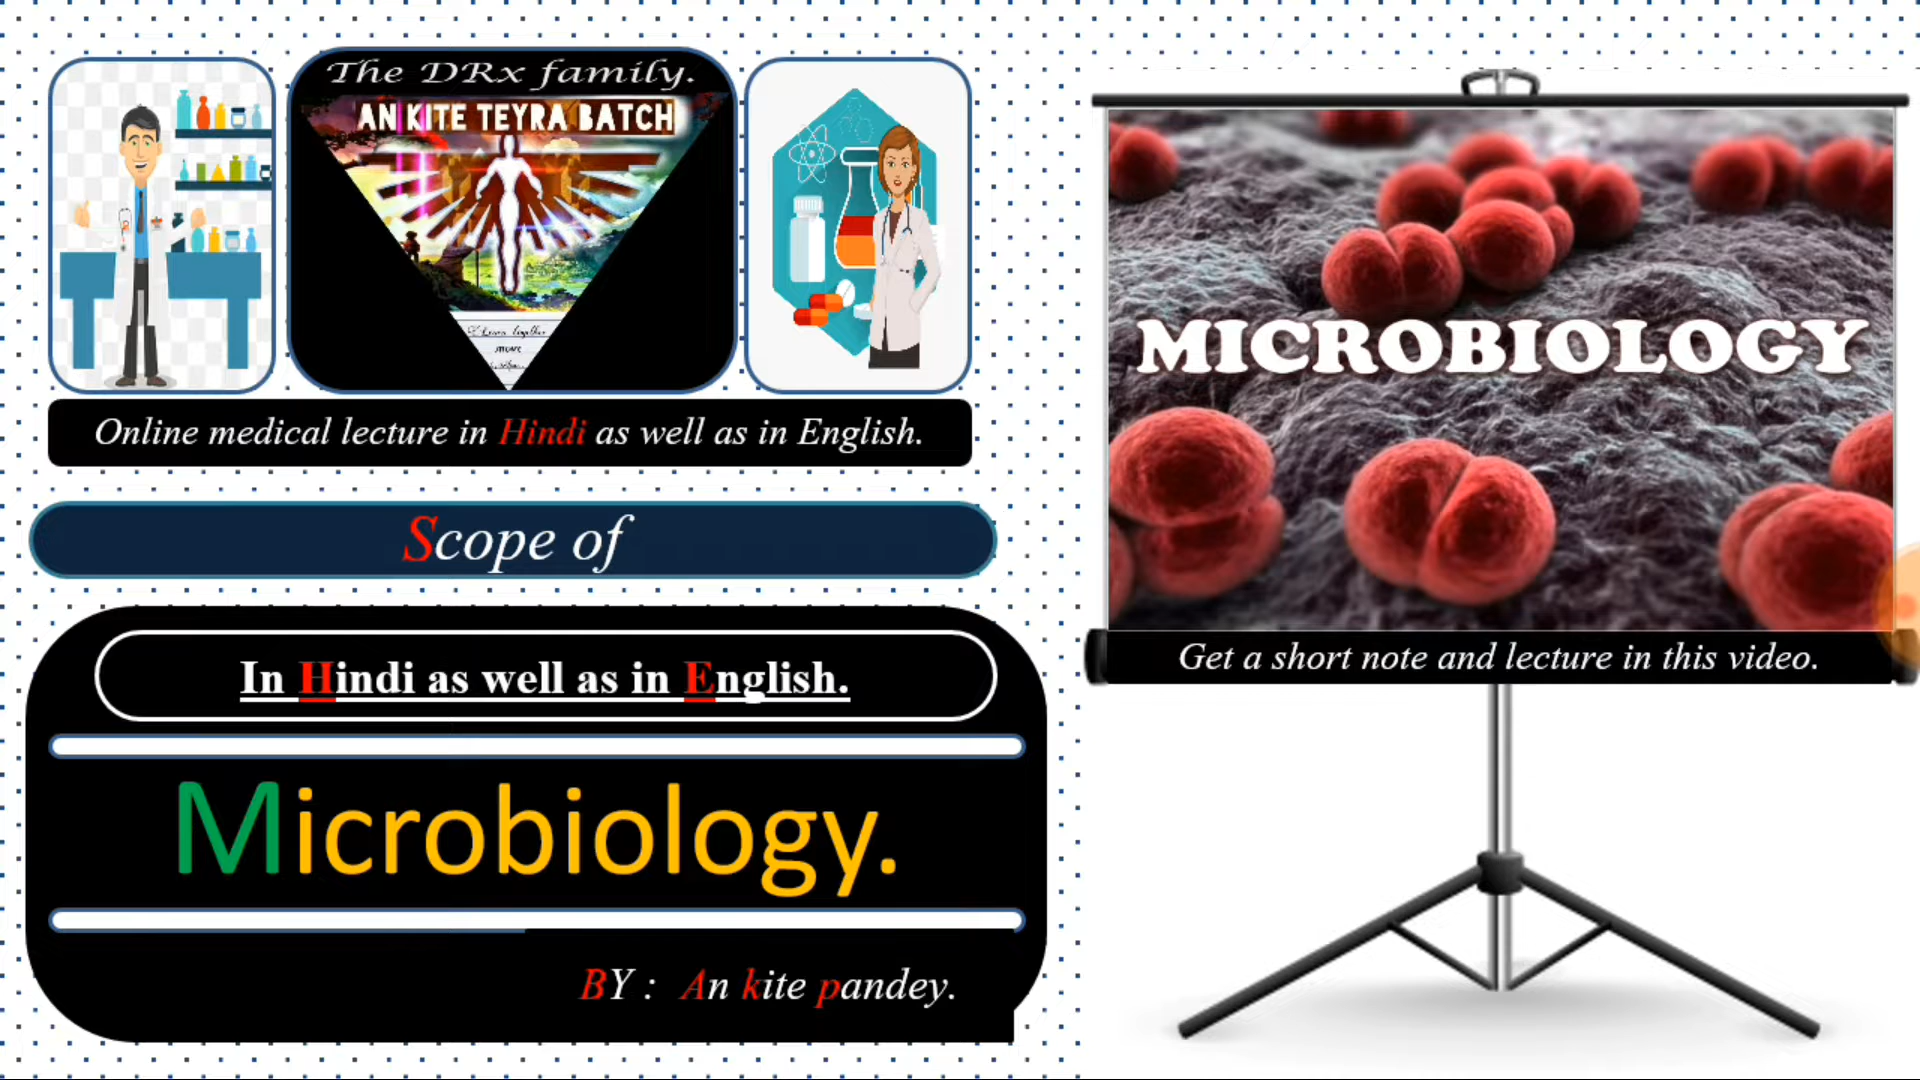 The DRx family.
AN KITE TEYRA BATCH
Online medical lecture in Hindi as well as in English.
Scope of
In Hindi as well as in English.
Microbiology.
BY : An kite pandey.
MICROBIOLOGY
Get a short note and lecture in this video.